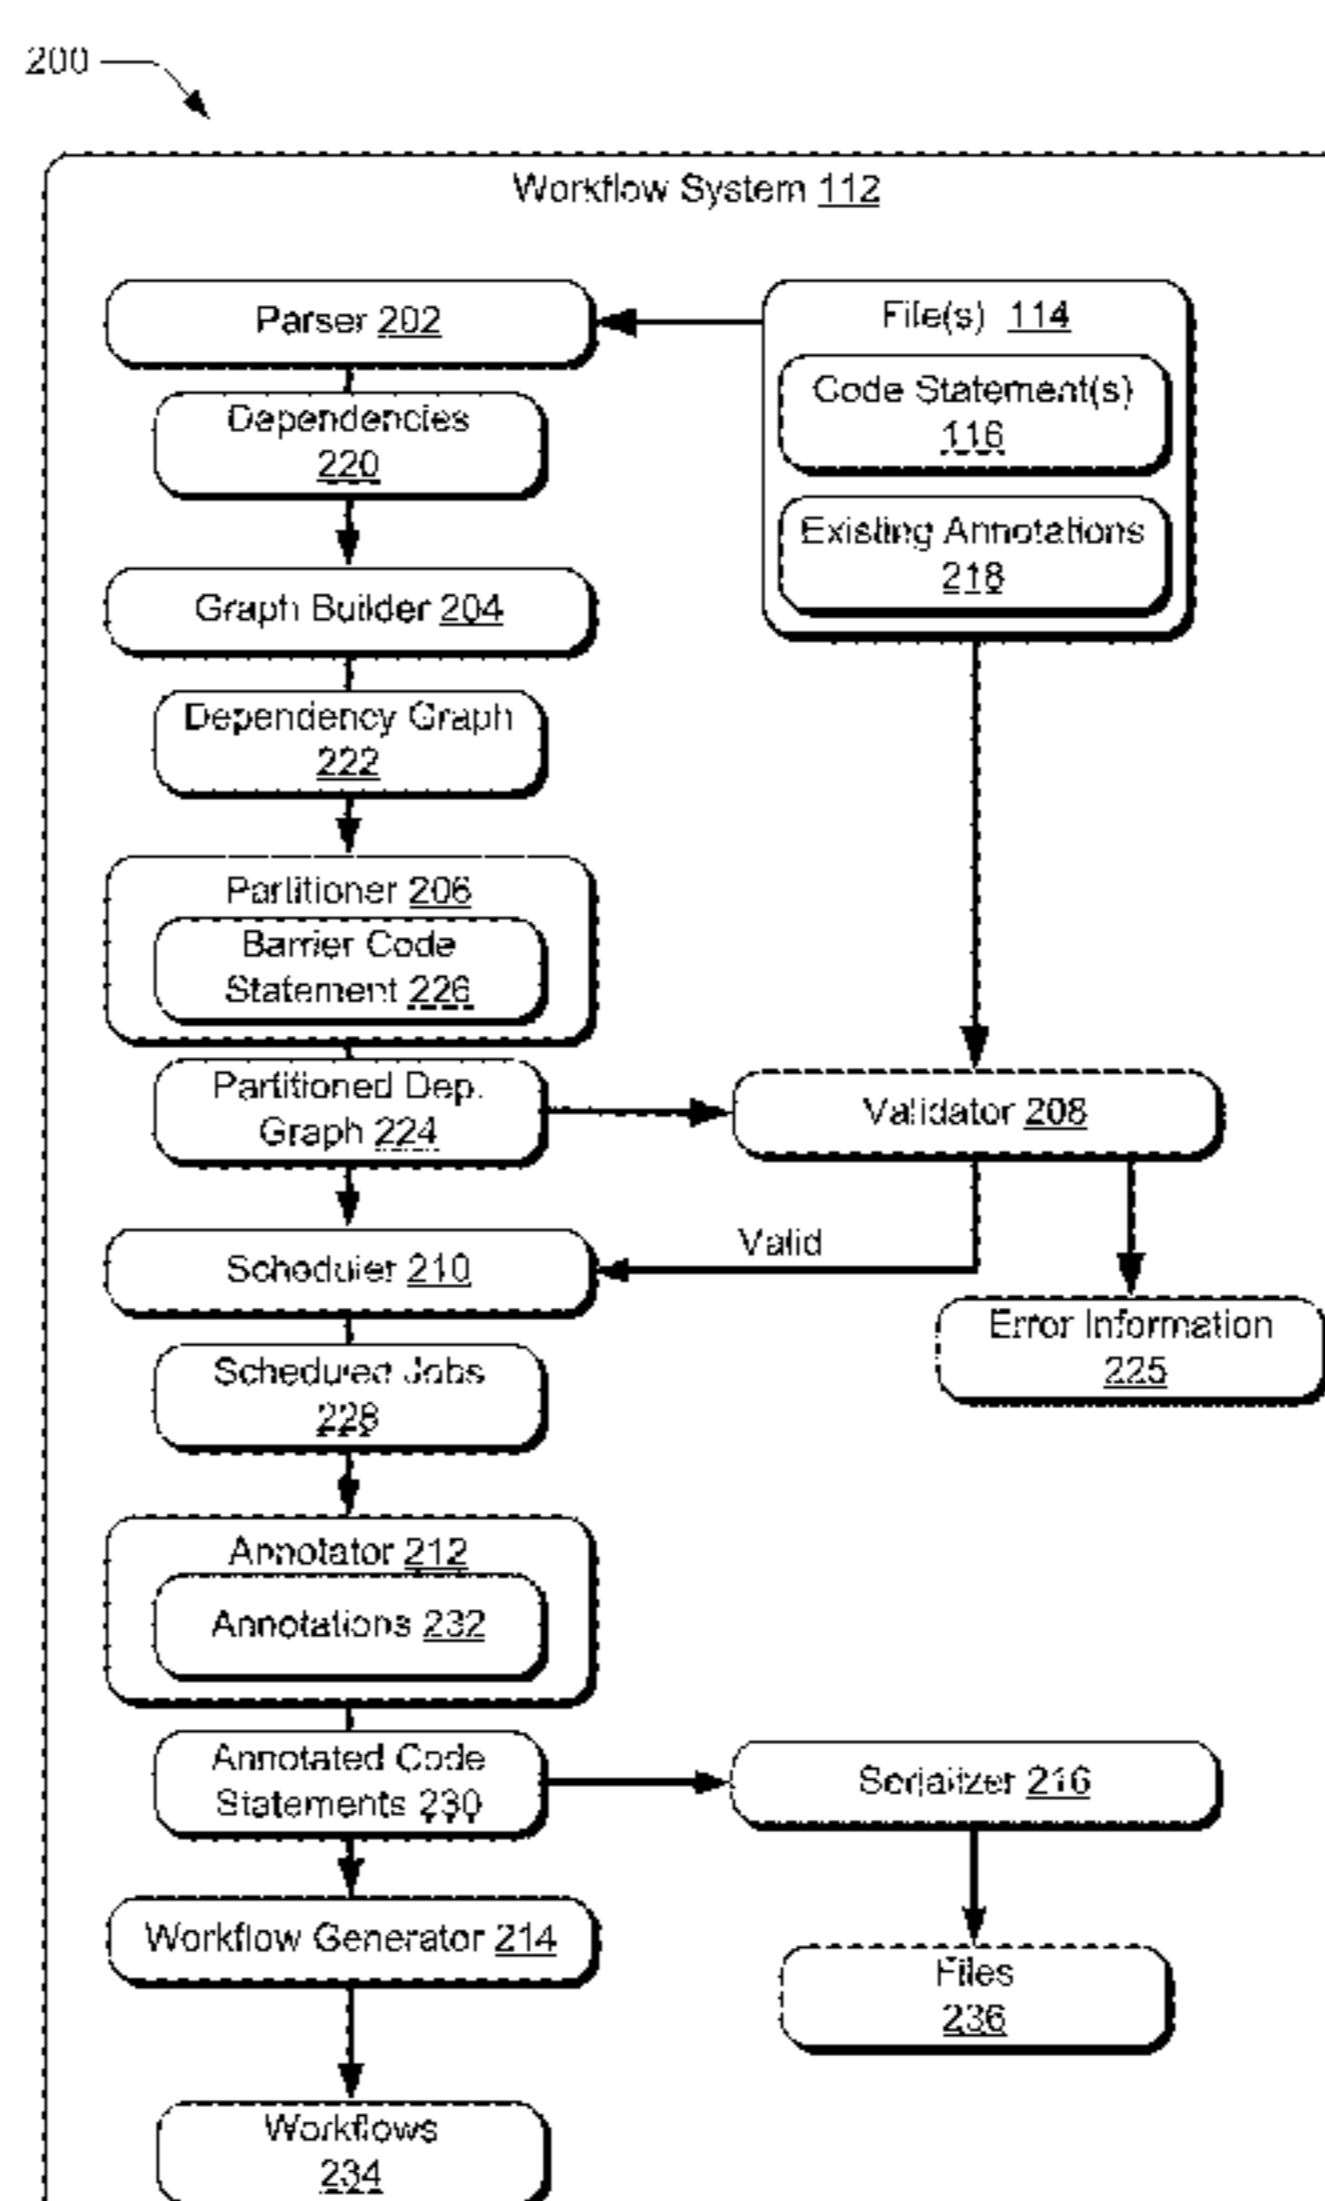 200
Workflow System 112
Parser 202
File(s) 114
Code Statement(s)
116
Existing Annotations
218
Dependencies
220
Graph Builder 204
Dependency Graph
222
Partitioner 206
Barrier Code
Statement 226
Partitioned Dep.
Graph 224
Validator 208
Valid
Scheduler 210
Error Information
225
Scheduled Jobs
228
Annotator 212
Annotations 232
Annotated Code
Statements 230
Serializer 216
Workflow Generator 214
Files
236
Workflows
234